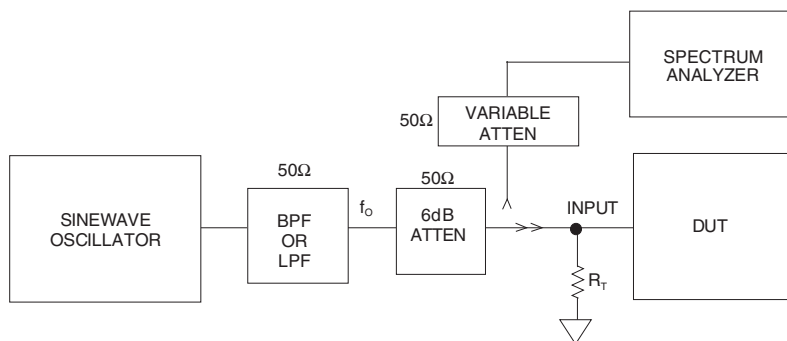 SPECTRUM
ANALYZER
50Ω
VARIABLE
ATTEN
50Ω
50Ω
SINEWAVE
OSCILLATOR
BPF
OR
LPF
fO
6dB
ATTEN
INPUT
DUT
RT